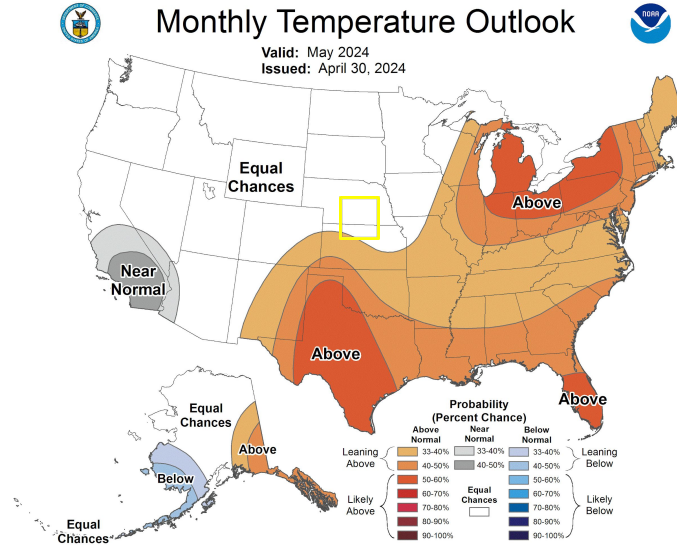 Monthly Temperature Outlook
NOAA
Valid: May 2024
Issued: April 30, 2024
Equal
Chances
Above
Near
Normal
Above
Above
Equal
Chances
Above
Below
Equal
Chances
Probability
(Percent Chance)
Above
Normal
Near
Normal
Below
Normal
Leaning
Above
33-40%
40-50%
33-40%
40-50%
33-40%
40-50%
Leaning
Below
Likely
Above
50-60%
60-70%
70-80%
80-90%
90-100%
Equal
Chances
50-60%
60-70%
70-80%
80-90%
90-100%
Likely
Below